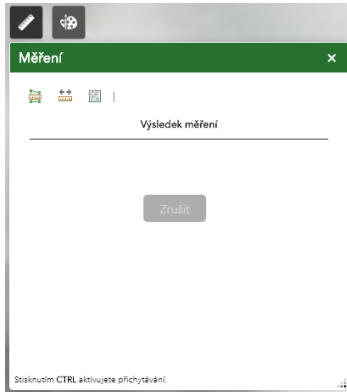 Měření
Výsledek měření
Zrušit
Stisknutím CTRL aktivujete přichytávání.